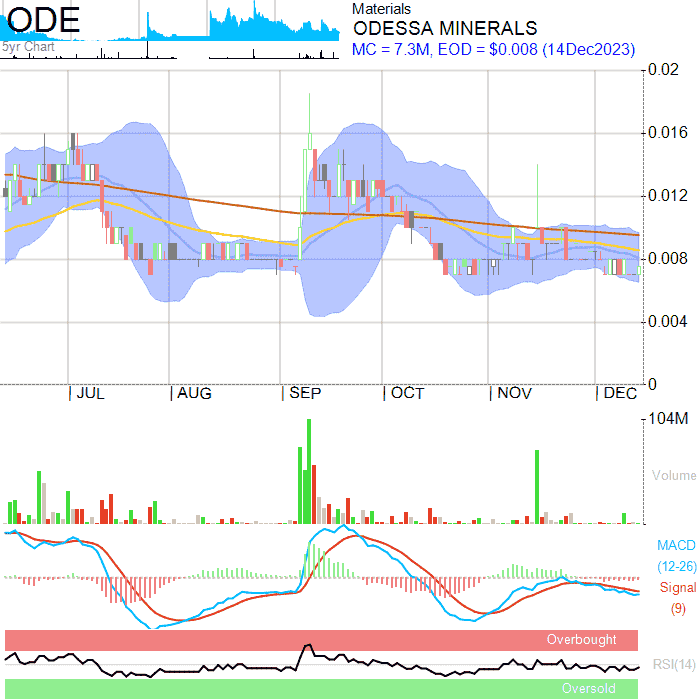 ODE
5yr Chart
Materials
ODESSA MINERALS
MC = 7.3M, EOD = $0.008 (14Dec2023)
0.02
0.016
0.012
0.008
0.004
0
JUL AUG SEP OCT NOV DEC
104M
Volume
MACD
(12-26)
Signal
(9)
Overbought
RSI(14)
Oversold